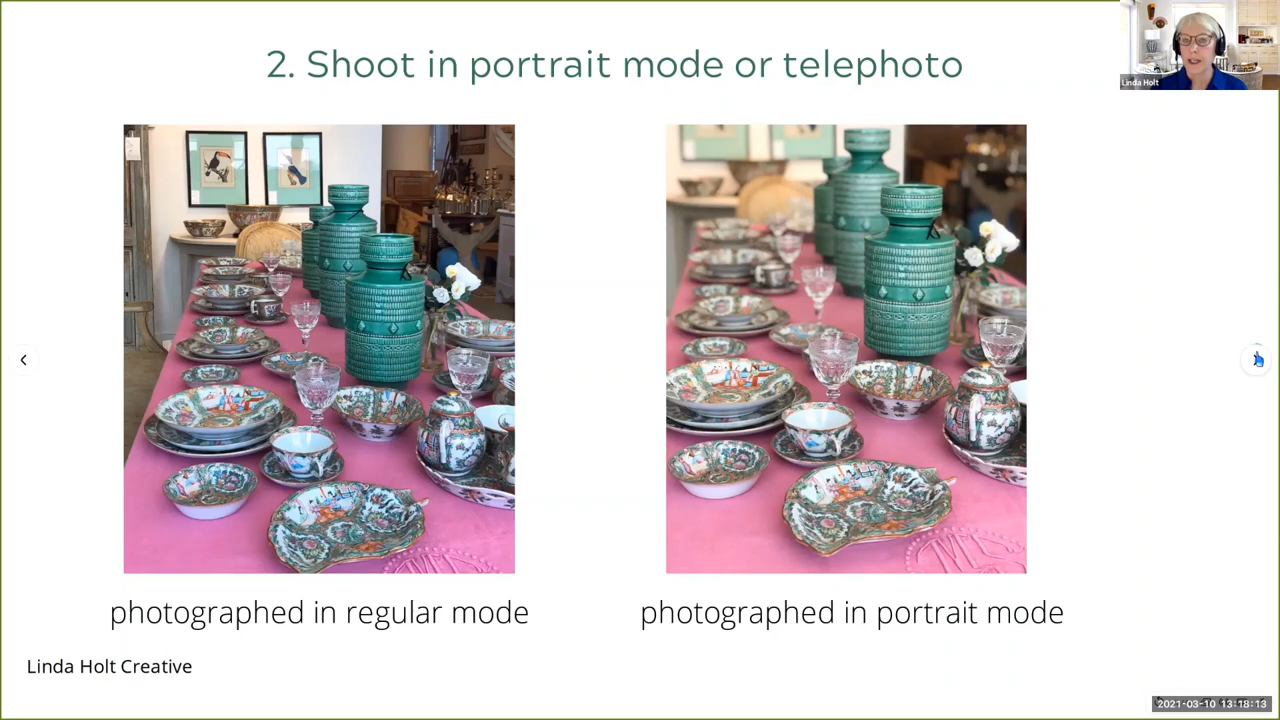 2. Shoot in portrait mode or telephoto
Linda Holt
photographed in regular mode
photographed in portrait mode
Linda Holt Creative
2021-03-10 13:18:13